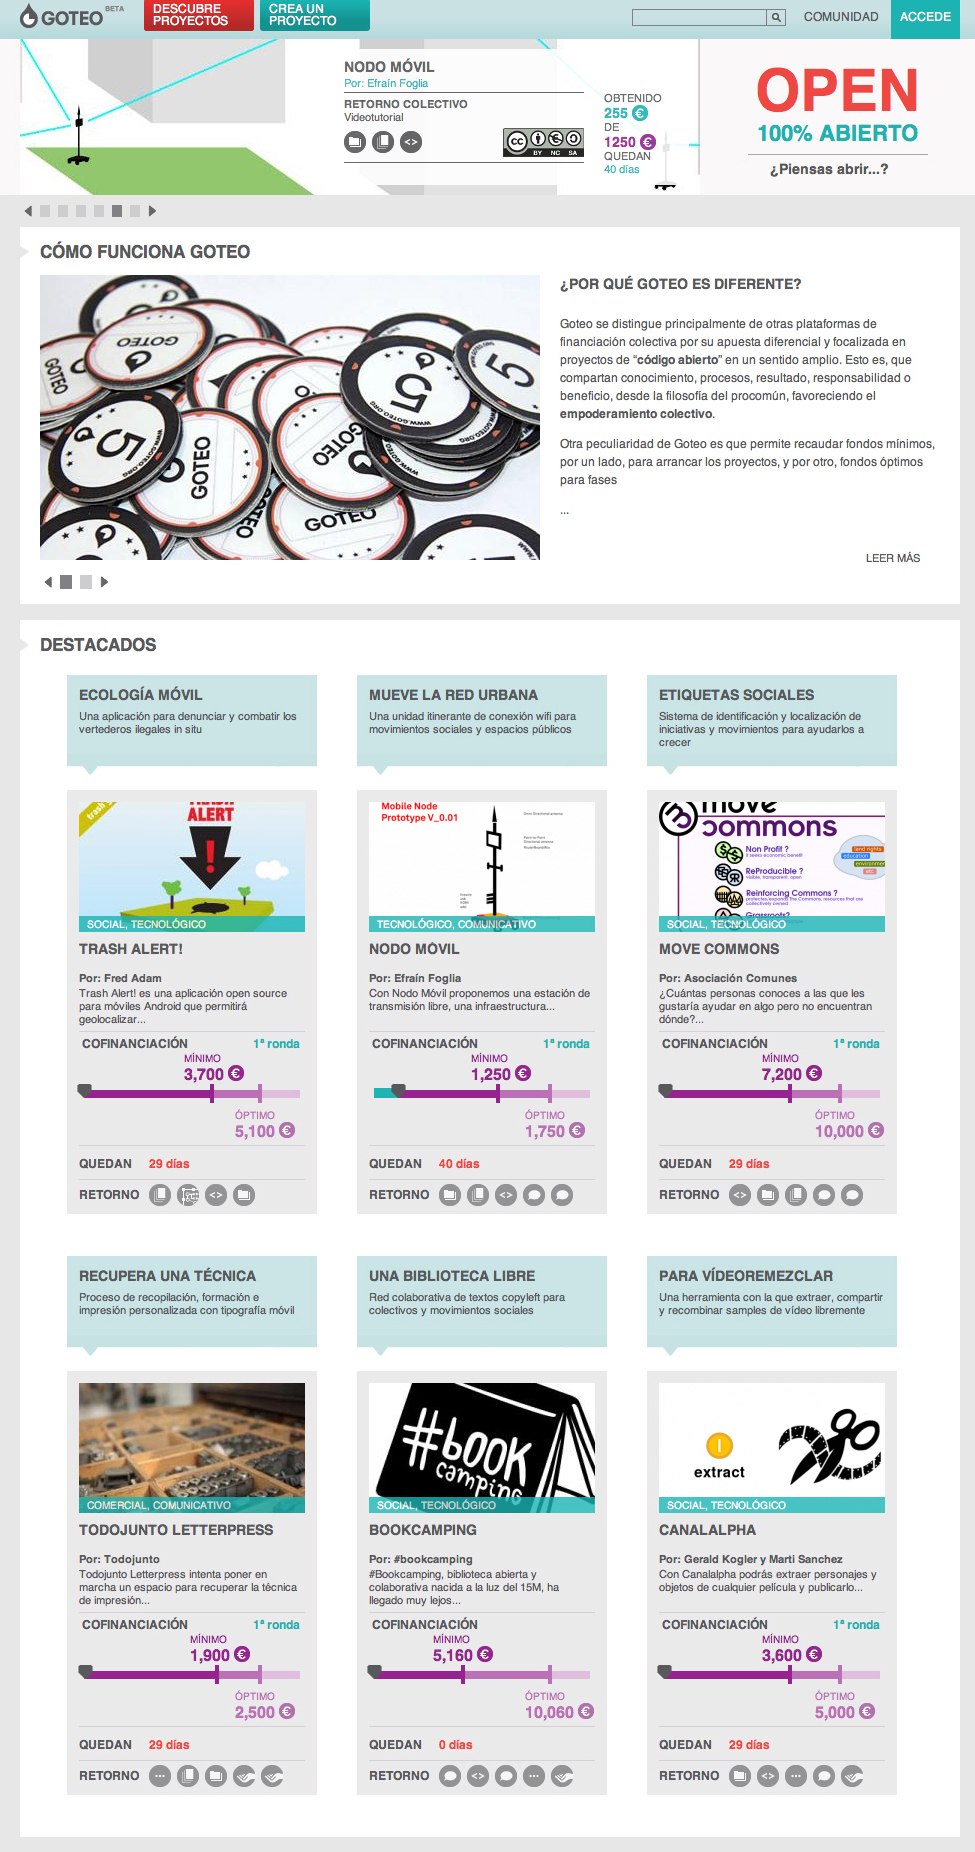 GOTEO BETA
DESCUBRE
PROYECTOS
CREA UN
PROYECTO
COMUNIDAD
ACCEDE
NODO MÓVIL
Por: Efraín Foglia
RETORNO COLECTIVO
Videotutorial
CC BY NC SA
OBTENIDO
255 €
DE
1250 €
QUEDAN
40 días
OPEN
100% ABIERTO
¿Piensas abrir...?
CÓMO FUNCIONA GOTEO
GOTEO
5
WWW.GOTEO.ORG
¿POR QUÉ GOTEO ES DIFERENTE?
Goteo se distingue principalmente de otras plataformas de
financiación colectiva por su apuesta diferencial y focalizada en
proyectos de “código abierto” en un sentido amplio. Esto es, que
compartan conocimiento, procesos, resultado, responsabilidad o
beneficio, desde la filosofía del procomún, favoreciendo el
empoderamiento colectivo.
Otra peculiaridad de Goteo es que permite recaudar fondos mínimos,
por un lado, para arrancar los proyectos, y por otro, fondos óptimos
para fases
...
LEER MÁS
DESTACADOS
ECOLOGÍA MÓVIL
Una aplicación para denunciar y combatir los
vertederos ilegales in situ
trash
ALERT
!
SOCIAL, TECNOLÓGICO
TRASH ALERT!
Por: Fred Adam
Trash Alert! es una aplicación open source
para móviles Android que permitirá
geolocalizar...
COFINANCIACIÓN 1ª ronda
MÍNIMO
3,700 €
ÓPTIMO
5,100 €
QUEDAN 29 días
RETORNO
MUEVE LA RED URBANA
Una unidad itinerante de conexión wifi para
movimientos sociales y espacios públicos
Mobile Node
Prototype V_0.01
TECNOLÓGICO, COMUNICATIVO
NODO MÓVIL
Por: Efraín Foglia
Con Nodo Móvil proponemos una estación de
transmisión libre, una infraestructura...
COFINANCIACIÓN 1ª ronda
MÍNIMO
1,250 €
ÓPTIMO
1,750 €
QUEDAN 40 días
RETORNO
ETIQUETAS SOCIALES
Sistema de identificación y localización de
iniciativas y movimientos para ayudarlos a
crecer
move
commons
Non Profit ?
ReProducible ?
Reinforcing Commons ?
Grassroots?
land rights
education
SOCIAL, TECNOLÓGICO
MOVE COMMONS
Por: Asociación Comunes
¿Cuántas personas conoces a las que les
gustaría ayudar en algo pero no encuentran
dónde?...
COFINANCIACIÓN 1ª ronda
MÍNIMO
7,200 €
ÓPTIMO
10,000 €
QUEDAN 29 días
RETORNO
RECUPERA UNA TÉCNICA
Proceso de recopilación, formación e
impresión personalizada con tipografía móvil
COMERCIAL, COMUNICATIVO
TODOJUNTO LETTERPRESS
Por: Todojunto
Todojunto Letterpress intenta poner en
marcha un espacio para recuperar la técnica
de impresión...
COFINANCIACIÓN 1ª ronda
MÍNIMO
1,900 €
ÓPTIMO
2,500 €
QUEDAN 29 días
RETORNO
UNA BIBLIOTECA LIBRE
Red colaborativa de textos copyleft para
colectivos y movimientos sociales
#book
camping
SOCIAL, TECNOLÓGICO
BOOKCAMPING
Por: #bookcamping
#Bookcamping, biblioteca abierta y
colaborativa nacida a la luz del 15M, ha
llegado muy lejos...
COFINANCIACIÓN 1ª ronda
MÍNIMO
5,160 €
ÓPTIMO
10,060 €
QUEDAN 0 días
RETORNO
PARA VÍDEOREMEZCLAR
Una herramienta con la que extraer, compartir
y recombinar samples de vídeo libremente
extract
SOCIAL, TECNOLÓGICO
CANALALPHA
Por: Gerald Kogler y Marti Sanchez
Con Canalalpha podrás extraer personajes y
objetos de cualquier película y publicarlo...
COFINANCIACIÓN 1ª ronda
MÍNIMO
3,600 €
ÓPTIMO
5,000 €
QUEDAN 29 días
RETORNO